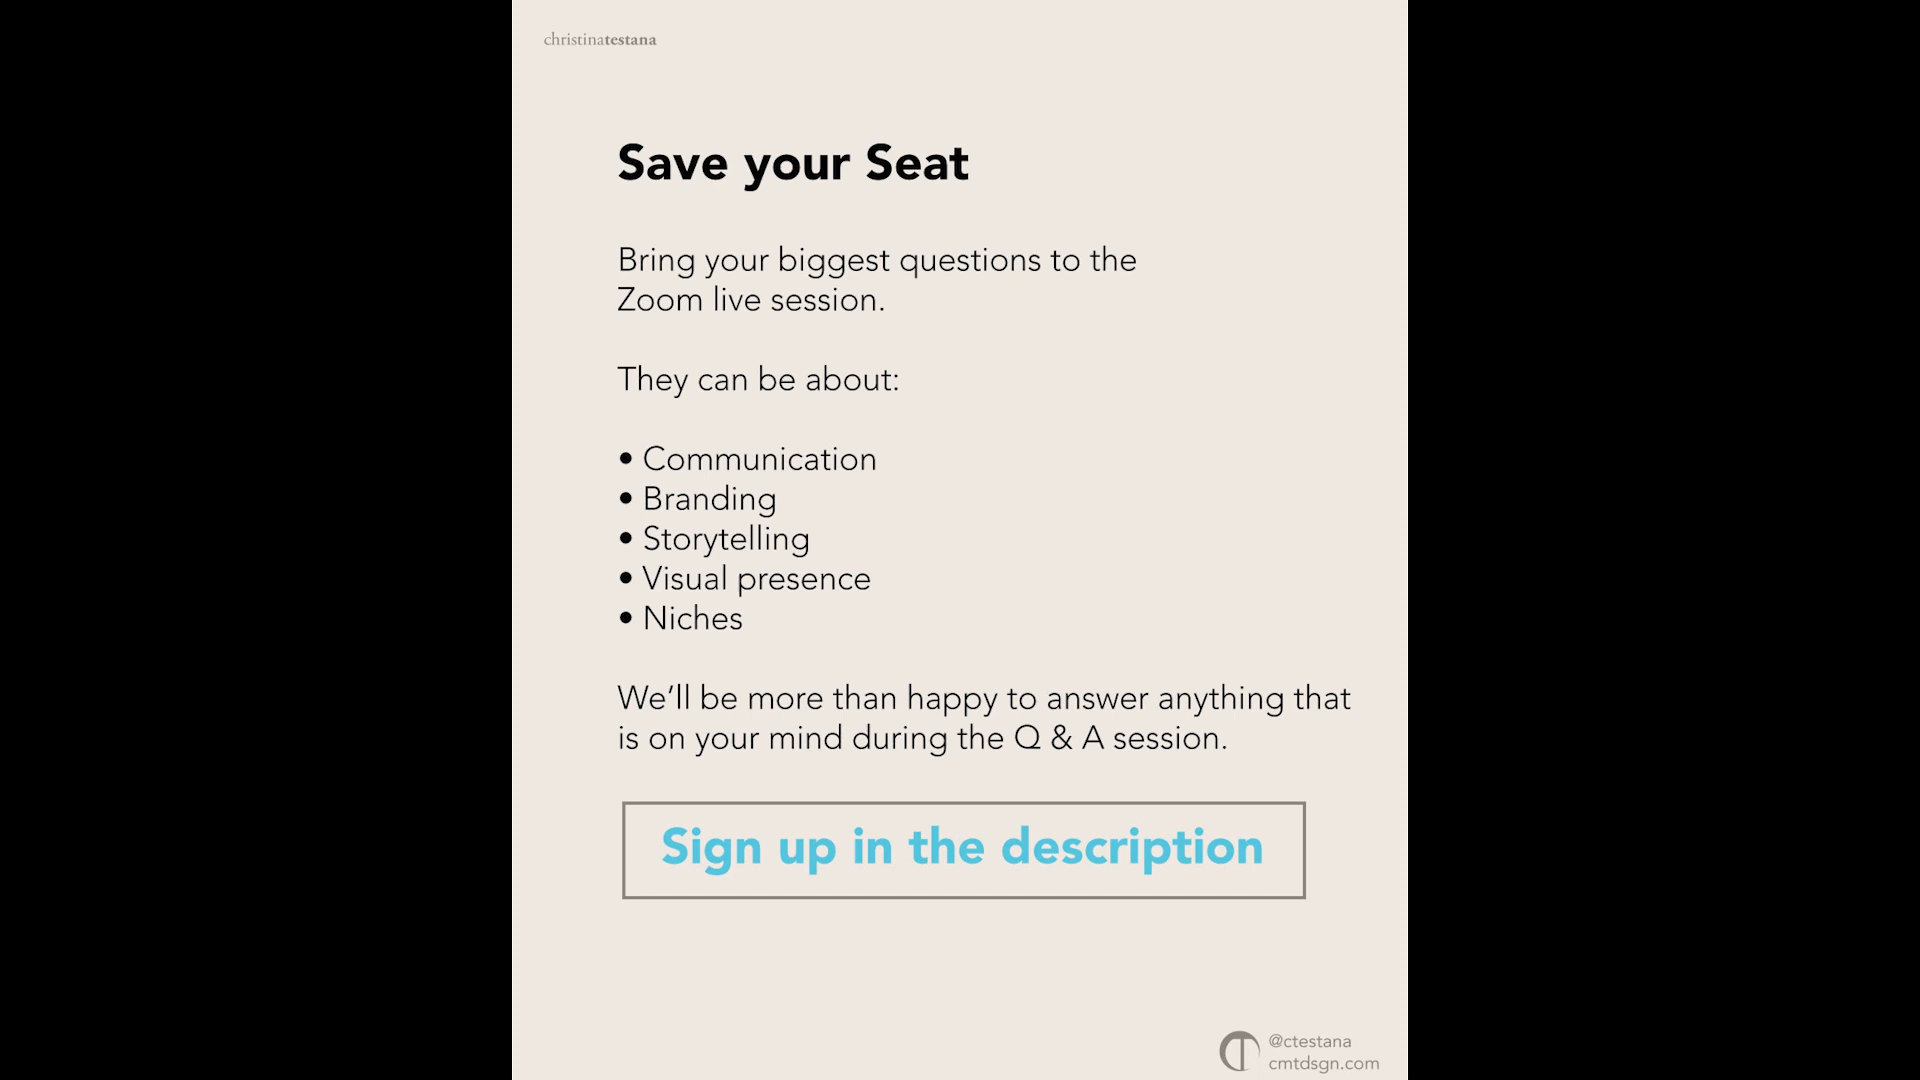 christinatestana
Save your Seat
Bring your biggest questions to the
Zoom live session.
They can be about:
• Communication
• Branding
• Storytelling
• Visual presence
• Niches
We’ll be more than happy to answer anything that
is on your mind during the Q & A session.
Sign up in the description
@ctestana
cmtdsgn.com